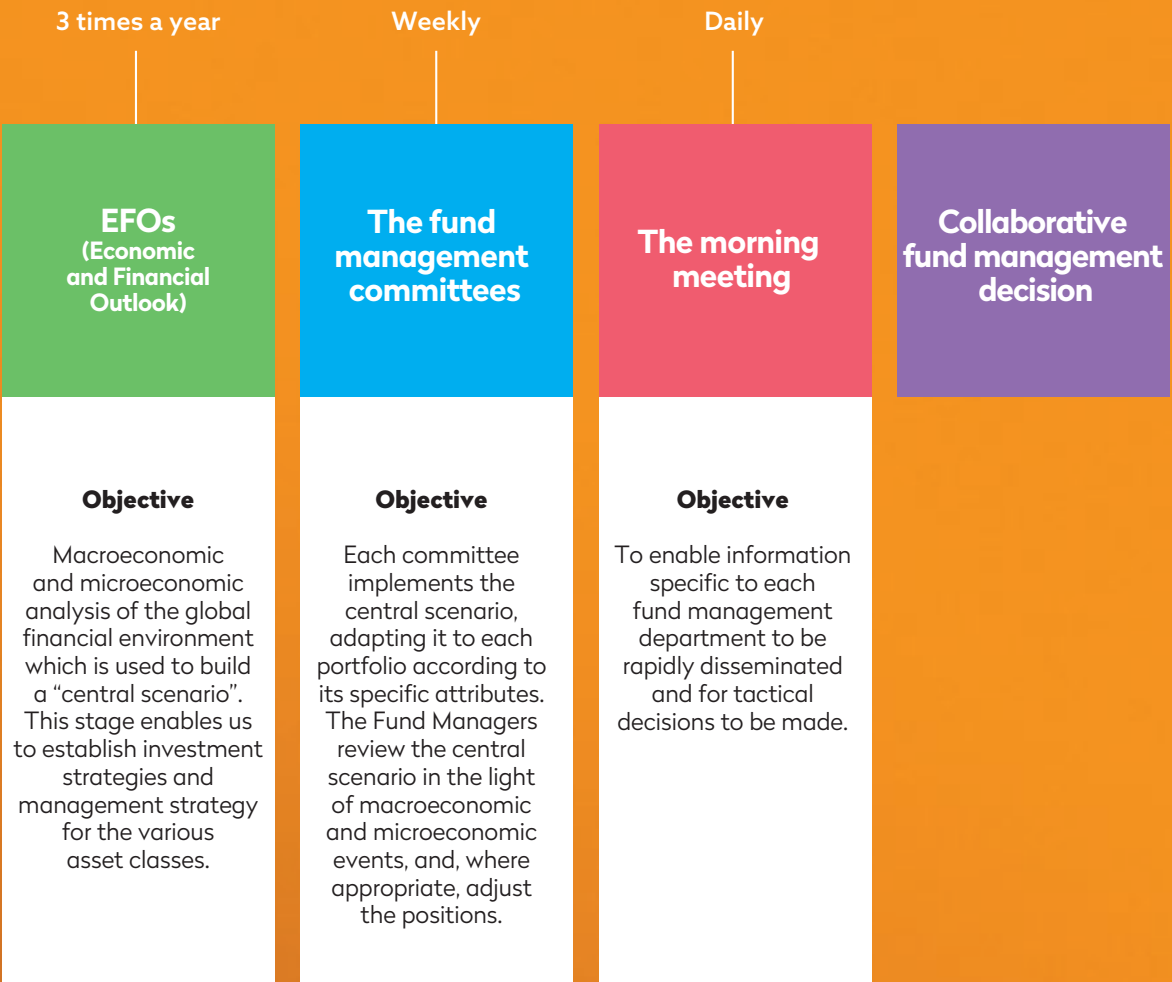 3 times a year
Weekly
Daily
EFOs
(Economic
and Financial
Outlook)
The fund
management
committees
The morning
meeting
Collaborative
fund management
decision
Objective
Macroeconomic
and microeconomic
analysis of the global
financial environment
which is used to build
a “central scenario”.
This stage enables us
to establish investment
strategies and
management strategy
for the various
asset classes.
Objective
Each committee
implements the
central scenario,
adapting it to each
portfolio according to
its specific attributes.
The Fund Managers
review the central
scenario in the light
of macroeconomic
and microeconomic
events, and, where
appropriate, adjust
the positions.
Objective
To enable information
specific to each
fund management
department to be
rapidly disseminated
and for tactical
decisions to be made.